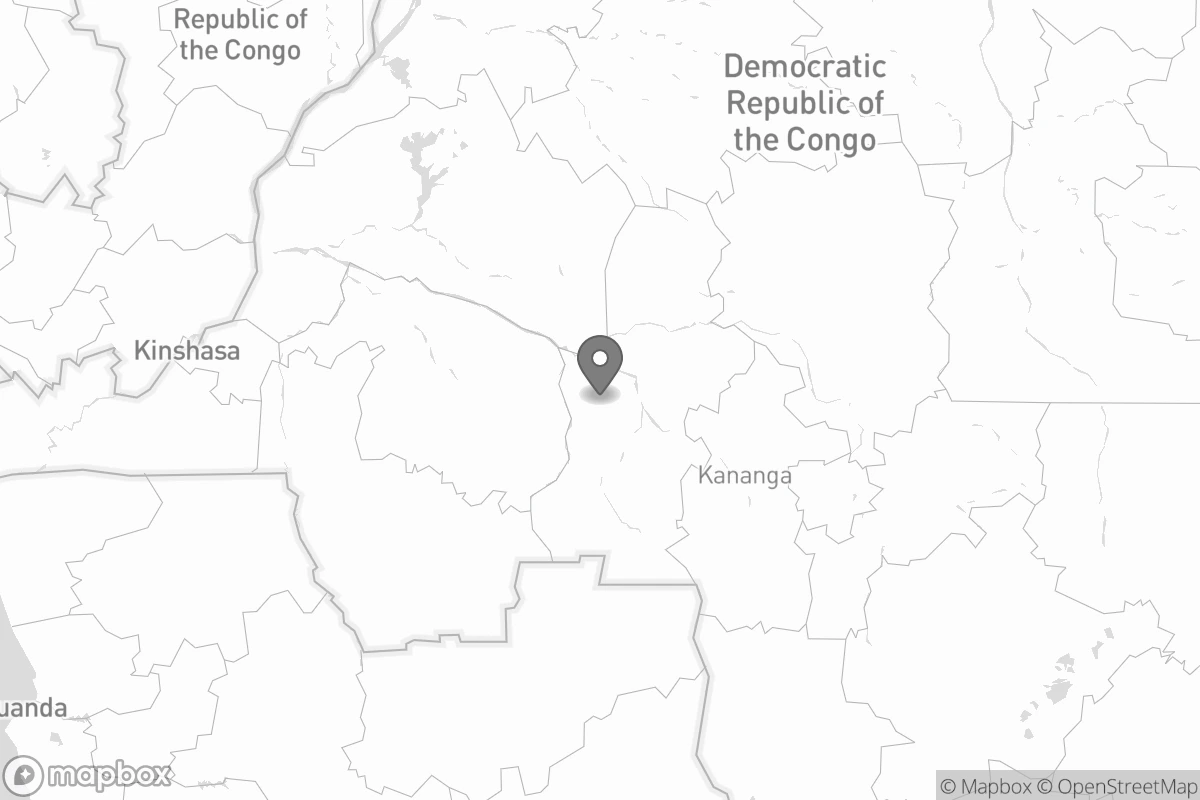 Republic of
the Congo
Democratic
Republic of
the Congo
Kinshasa
Kananga
uanda
mapbox
© Mapbox © OpenStreetMap